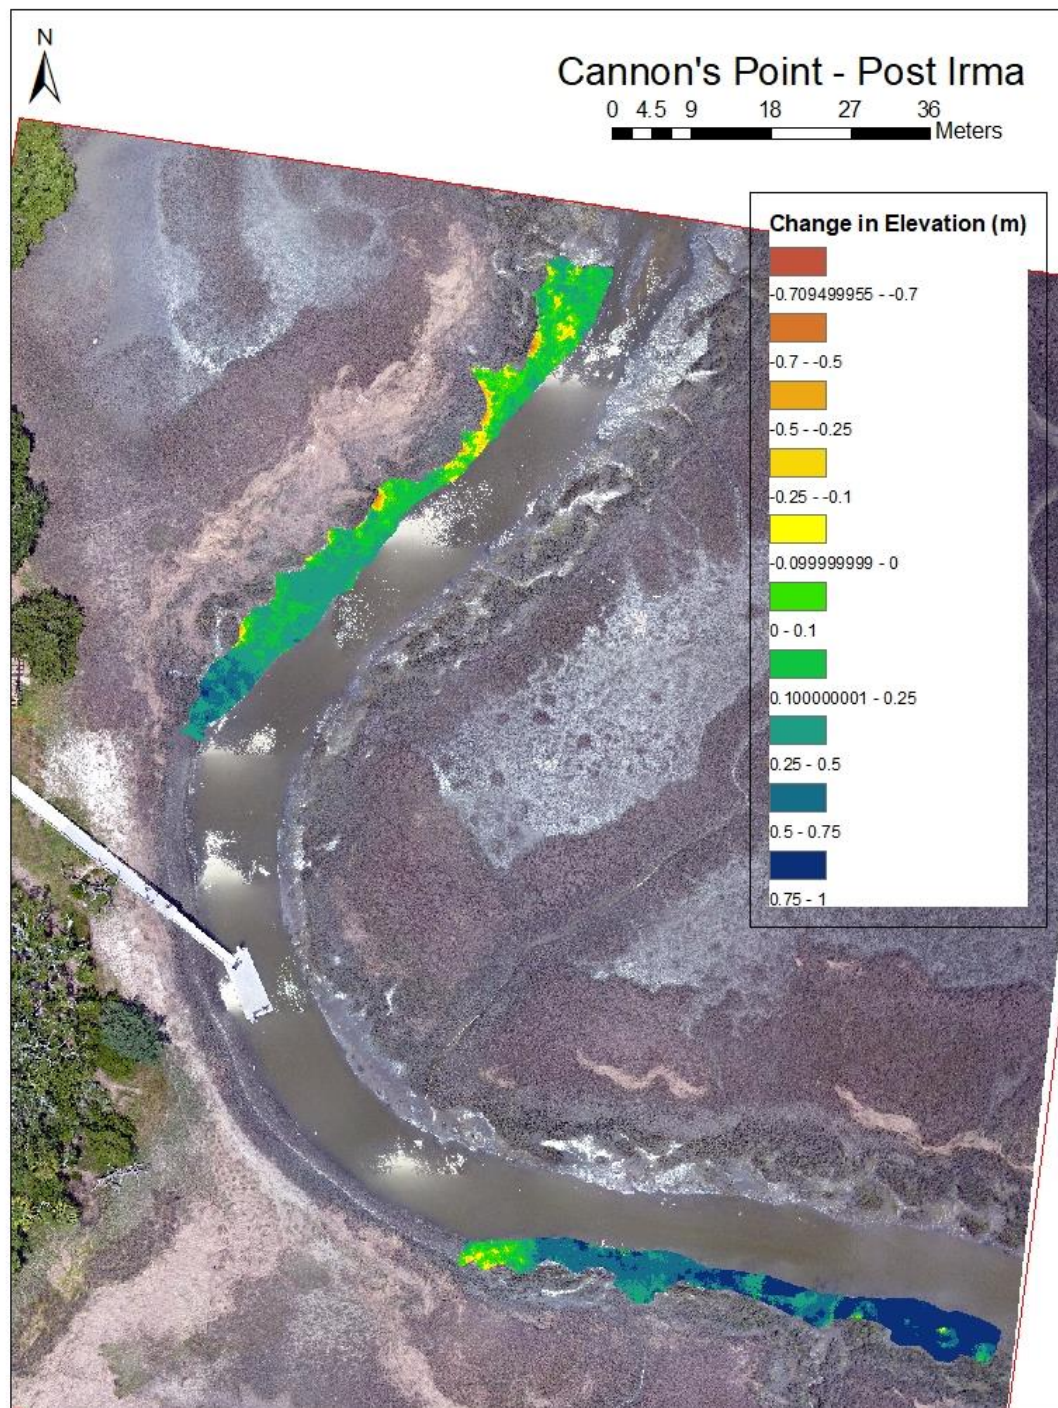 N
Cannon's Point - Post Irma
0 4.5 9 18 27 36
Meters
Change in Elevation (m)
-0.709499955 - -0.7
-0.7 - -0.5
-0.5 - -0.25
-0.25 - -0.1
-0.099999999 - 0
0 - 0.1
0.100000001 - 0.25
0.25 - 0.5
0.5 - 0.75
0.75 - 1